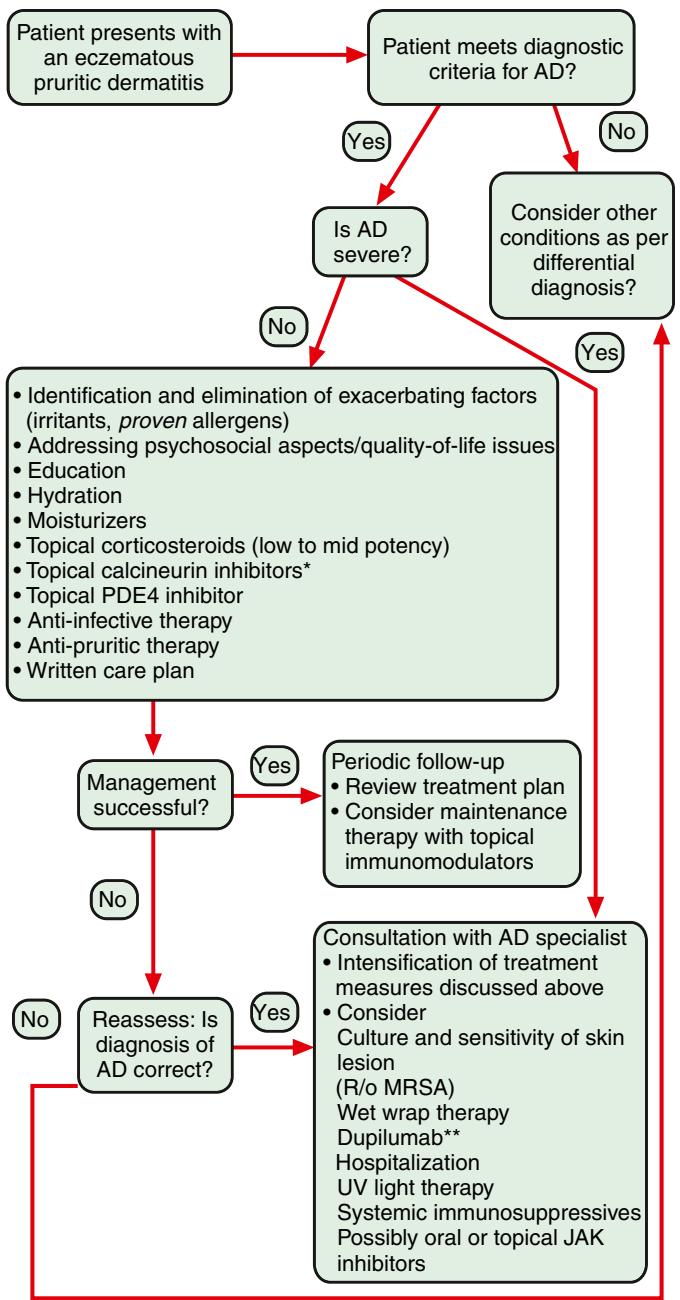 Patient presents with
an eczematous
pruritic dermatitis
Patient meets diagnostic
criteria for AD?
Yes
No
Is AD
severe?
Consider other
conditions as per
differential
diagnosis?
No
Yes
• Identification and elimination of exacerbating factors
(irritants, proven allergens)
• Addressing psychosocial aspects/quality-of-life issues
• Education
• Hydration
• Moisturizers
• Topical corticosteroids (low to mid potency)
• Topical calcineurin inhibitors*
• Topical PDE4 inhibitor
• Anti-infective therapy
• Anti-pruritic therapy
• Written care plan
Management
successful?
Yes
Periodic follow-up
• Review treatment plan
• Consider maintenance
therapy with topical
immunomodulators
No
Reassess: Is
diagnosis of
AD correct?
No
Yes
Consultation with AD specialist
• Intensification of treatment
measures discussed above
• Consider
Culture and sensitivity of skin
lesion
(R/o MRSA)
Wet wrap therapy
Dupilumab**
Hospitalization
UV light therapy
Systemic immunosuppressives
Possibly oral or topical JAK
inhibitors